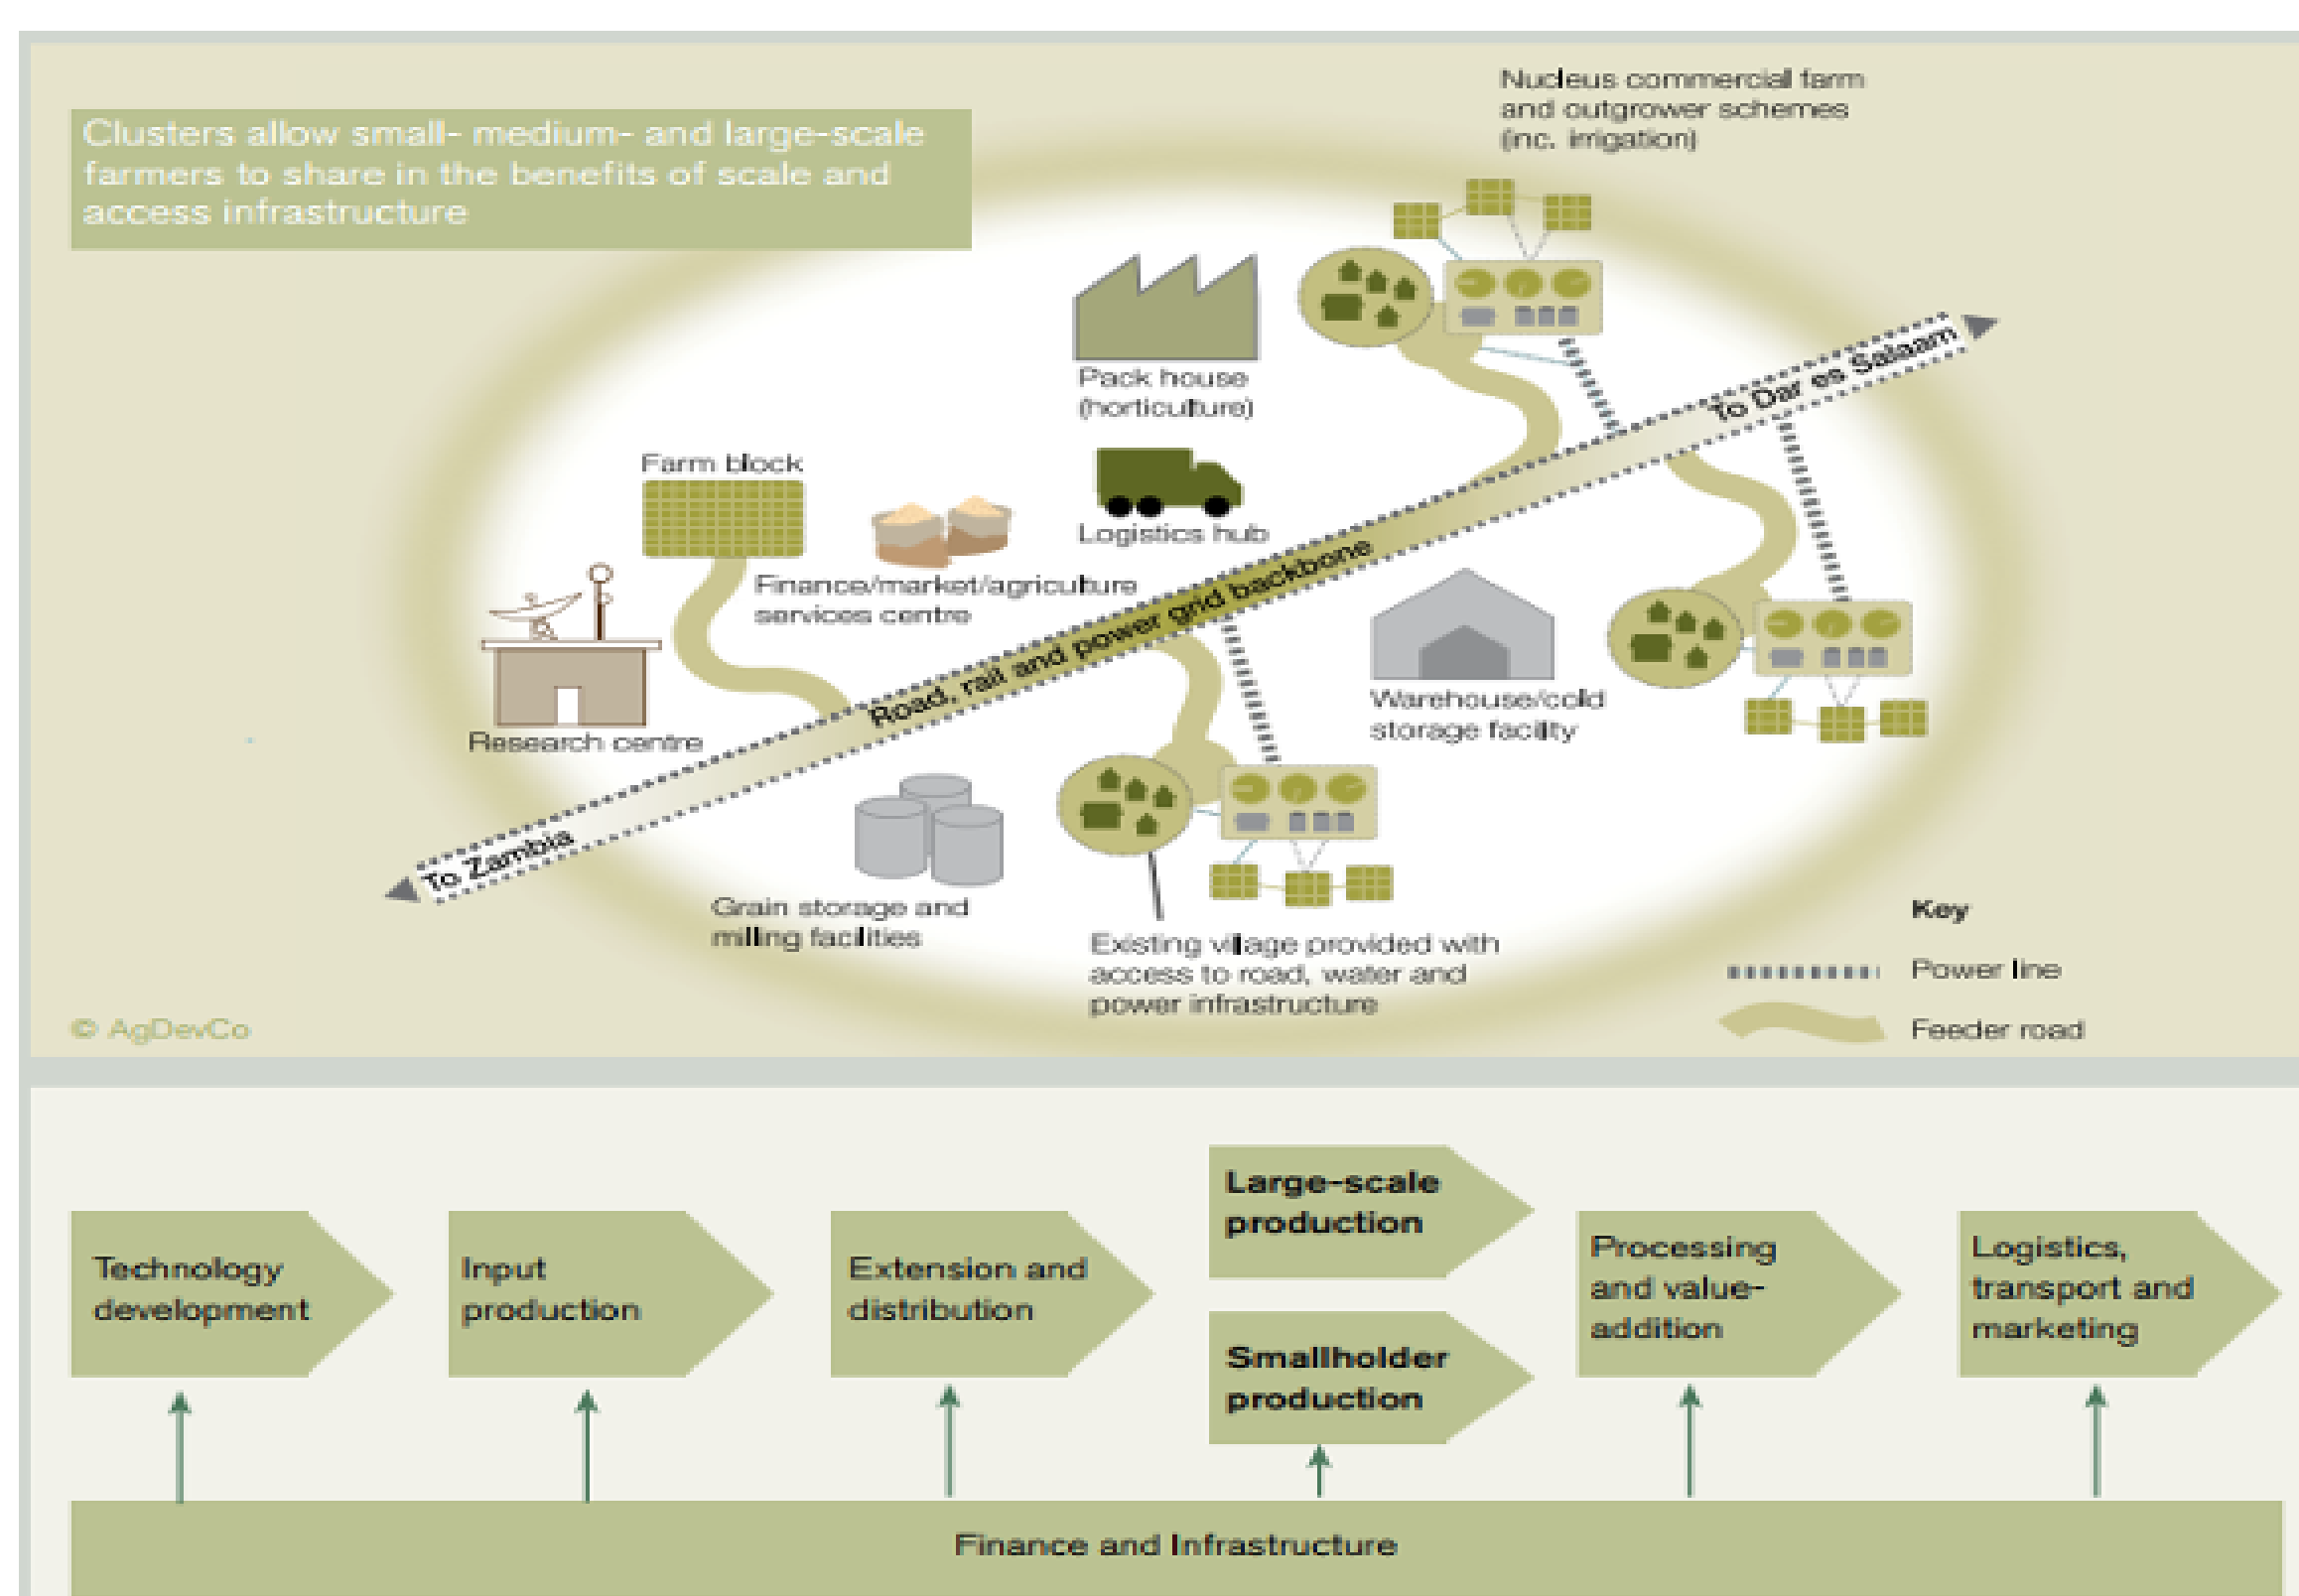 Clusters allow small- medium- and large-scale
farmers to share in the benefits of scale and
access infrastructure
Nucleus commercial farm
and outgrower schemes
(inc. irrigation)
Pack house
(horticulture)
To Dar es Salaam
Farm block
Logistics hub
Finance/market/agriculture
services centre
Road, rail and power grid backbone
Research centre
Warehouse/cold
storage facility
To Zambia
Grain storage and
milling facilities
Existing village provided with
access to road, water and
power infrastructure
Key
Power line
Feeder road
© AgDevCo
Technology
development
Input
production
Extension and
distribution
Large-scale
production
Smallholder
production
Processing
and value-
addition
Logistics,
transport and
marketing
Finance and Infrastructure